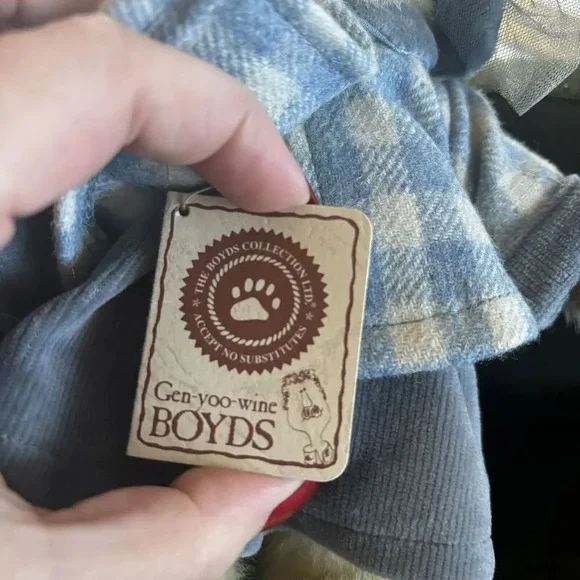 ★ THE BOYDS COLLECTION LTD. ★
ACCEPT NO SUBSTITUTES
Gen-yoo-wine
BOYDS